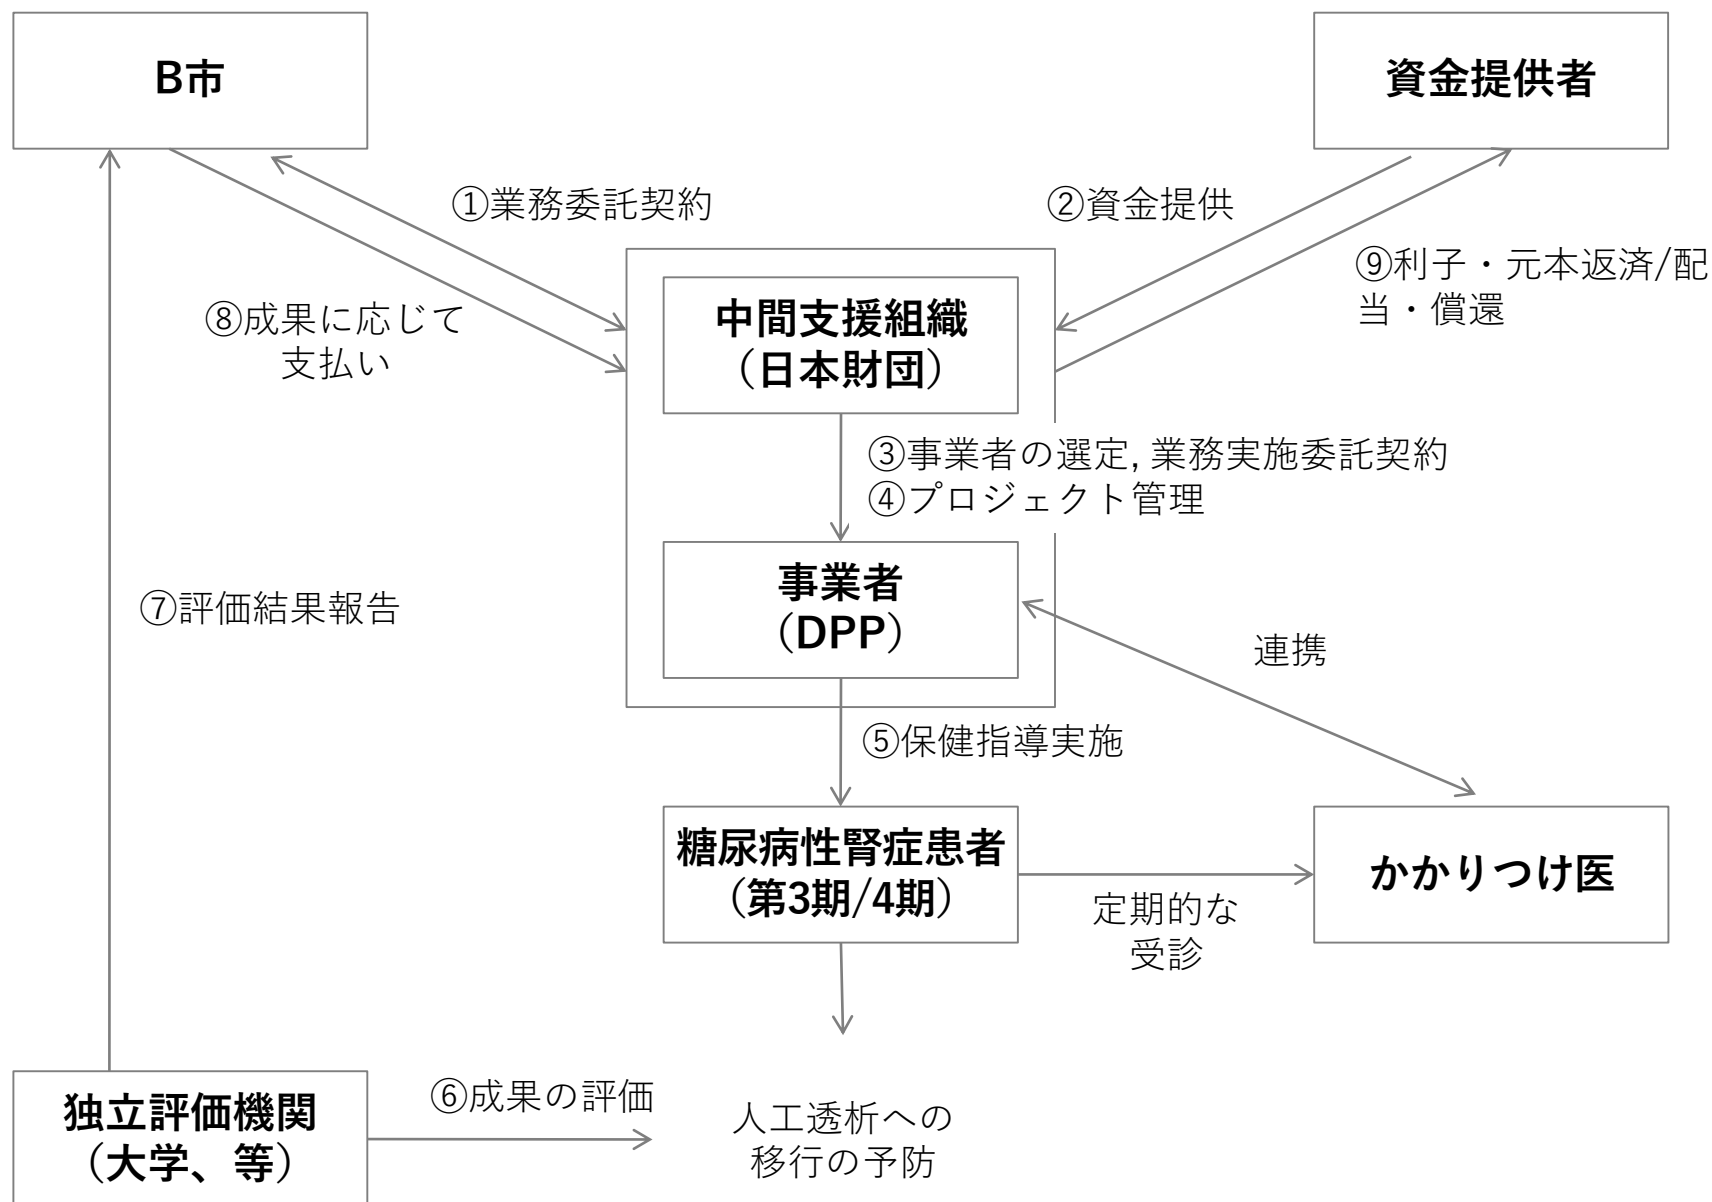 B市
資金提供者
①業務委託契約
②資金提供
⑨利子・元本返済/配
当・償還
⑧成果に応じて
支払い
中間支援組織
（日本財団）
③事業者の選定, 業務実施委託契約
④プロジェクト管理
事業者
（DPP）
⑦評価結果報告
連携
⑤保健指導実施
糖尿病性腎症患者
（第3期/4期）
かかりつけ医
定期的な
受診
独立評価機関
（大学、等）
⑥成果の評価
人工透析への
移行の予防